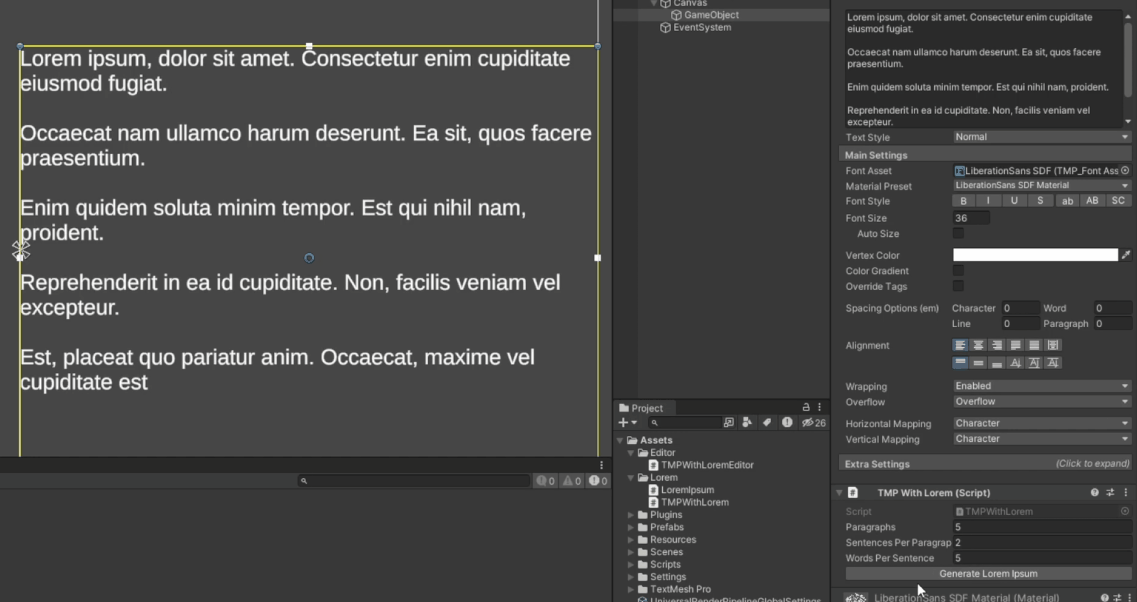 Lorem ipsum, dolor sit amet. Consectetur enim cupiditate
eiusmod fugiat.
Occaecat nam ullamco harum deserunt. Ea sit, quos facere
praesentium.
Enim quidem soluta minim tempor. Est qui nihil nam,
proident.
Reprehenderit in ea id cupiditate. Non, facilis veniam vel
excepteur.
Est, placeat quo pariatur anim. Occaecat, maxime vel
cupiditate est
0 0 0
Canvas
GameObject
EventSystem
Project
26
Assets
Editor
TMPWithLoremEditor
Lorem
LoremIpsum
TMPWithLorem
Plugins
Prefabs
Resources
Scenes
Scripts
Settings
TextMesh Pro
UniversalRenderPipelineGlobalSettings
Lorem ipsum, dolor sit amet. Consectetur enim cupiditate
eiusmod fugiat.
Occaecat nam ullamco harum deserunt. Ea sit, quos facere
praesentium.
Enim quidem soluta minim tempor. Est qui nihil nam, proident.
Reprehenderit in ea id cupiditate. Non, facilis veniam vel
excepteur.
Text Style Normal
Main Settings
Font Asset LiberationSans SDF (TMP_Font Ass
Material Preset LiberationSans SDF Material
Font Style B I U S ab AB SC
Font Size 36
Auto Size
Vertex Color
Color Gradient
Override Tags
Spacing Options (em) Character 0 Word 0
Line 0 Paragraph 0
Alignment
Wrapping Enabled
Overflow Overflow
Horizontal Mapping Character
Vertical Mapping Character
Extra Settings (Click to expand)
# TMP With Lorem (Script)
Script TMPWithLorem
Paragraphs 5
Sentences Per Paragrap 2
Words Per Sentence 5
Generate Lorem Ipsum
LiberationSans SDF Material (Material)